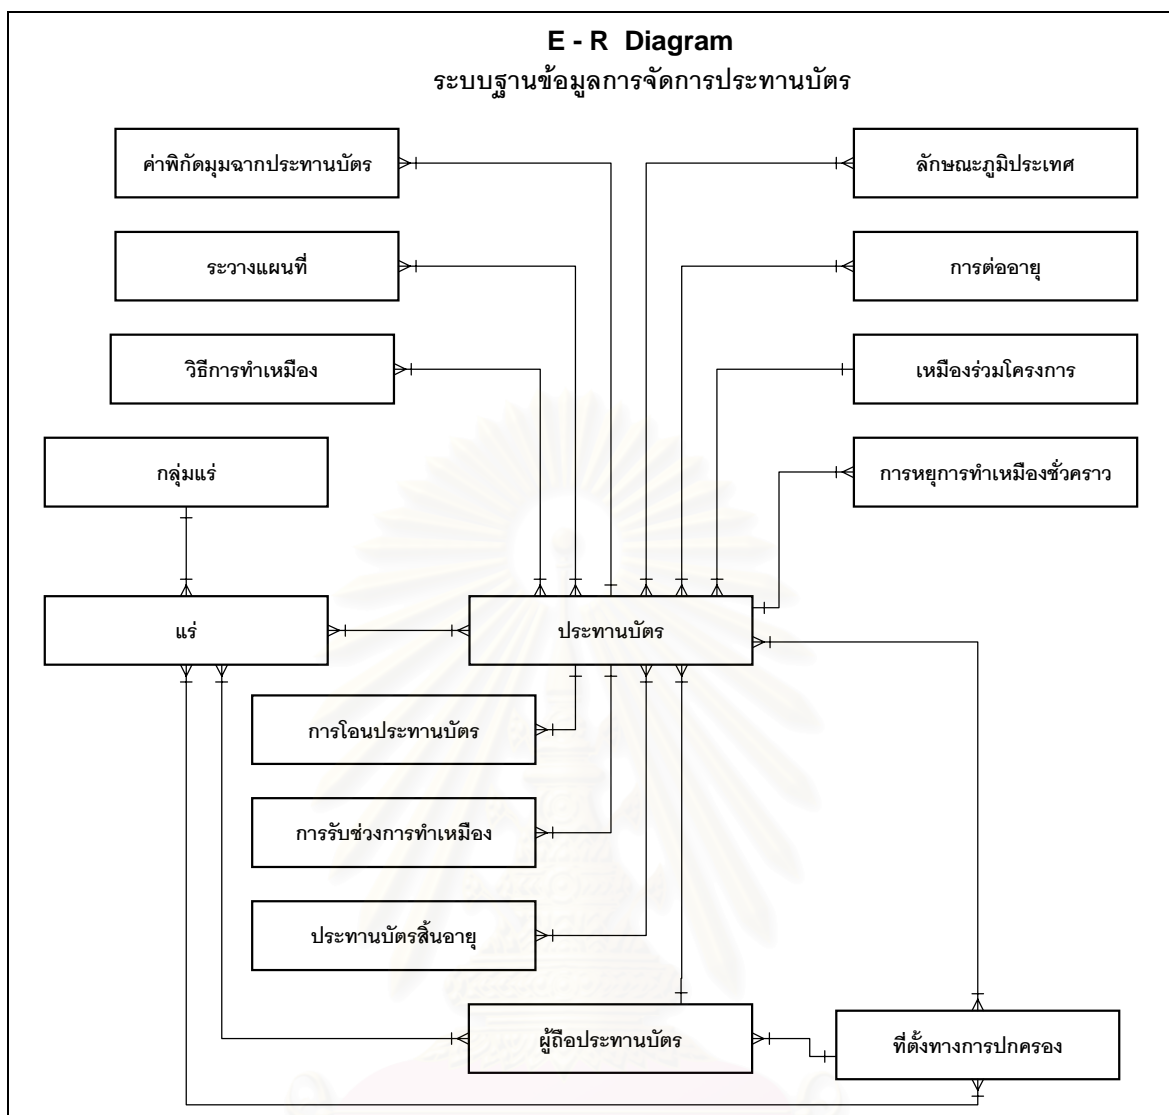 E - R Diagram
ระบบฐานข้อมูลการจัดการประทานบัตร
ค่าพิกัดมุมฉากประทานบัตร
ลักษณะภูมิประเทศ
ระวางแผนที่
การต่ออายุ
วิธีการทำเหมือง
เหมืองร่วมโครงการ
กลุ่มแร่
การหยุการทำเหมืองชั่วคราว
แร่
ประทานบัตร
การโอนประทานบัตร
การรับช่วงการทำเหมือง
ประทานบัตรสิ้นอายุ
ผู้ถือประทานบัตร
ที่ตั้งทางการปกครอง